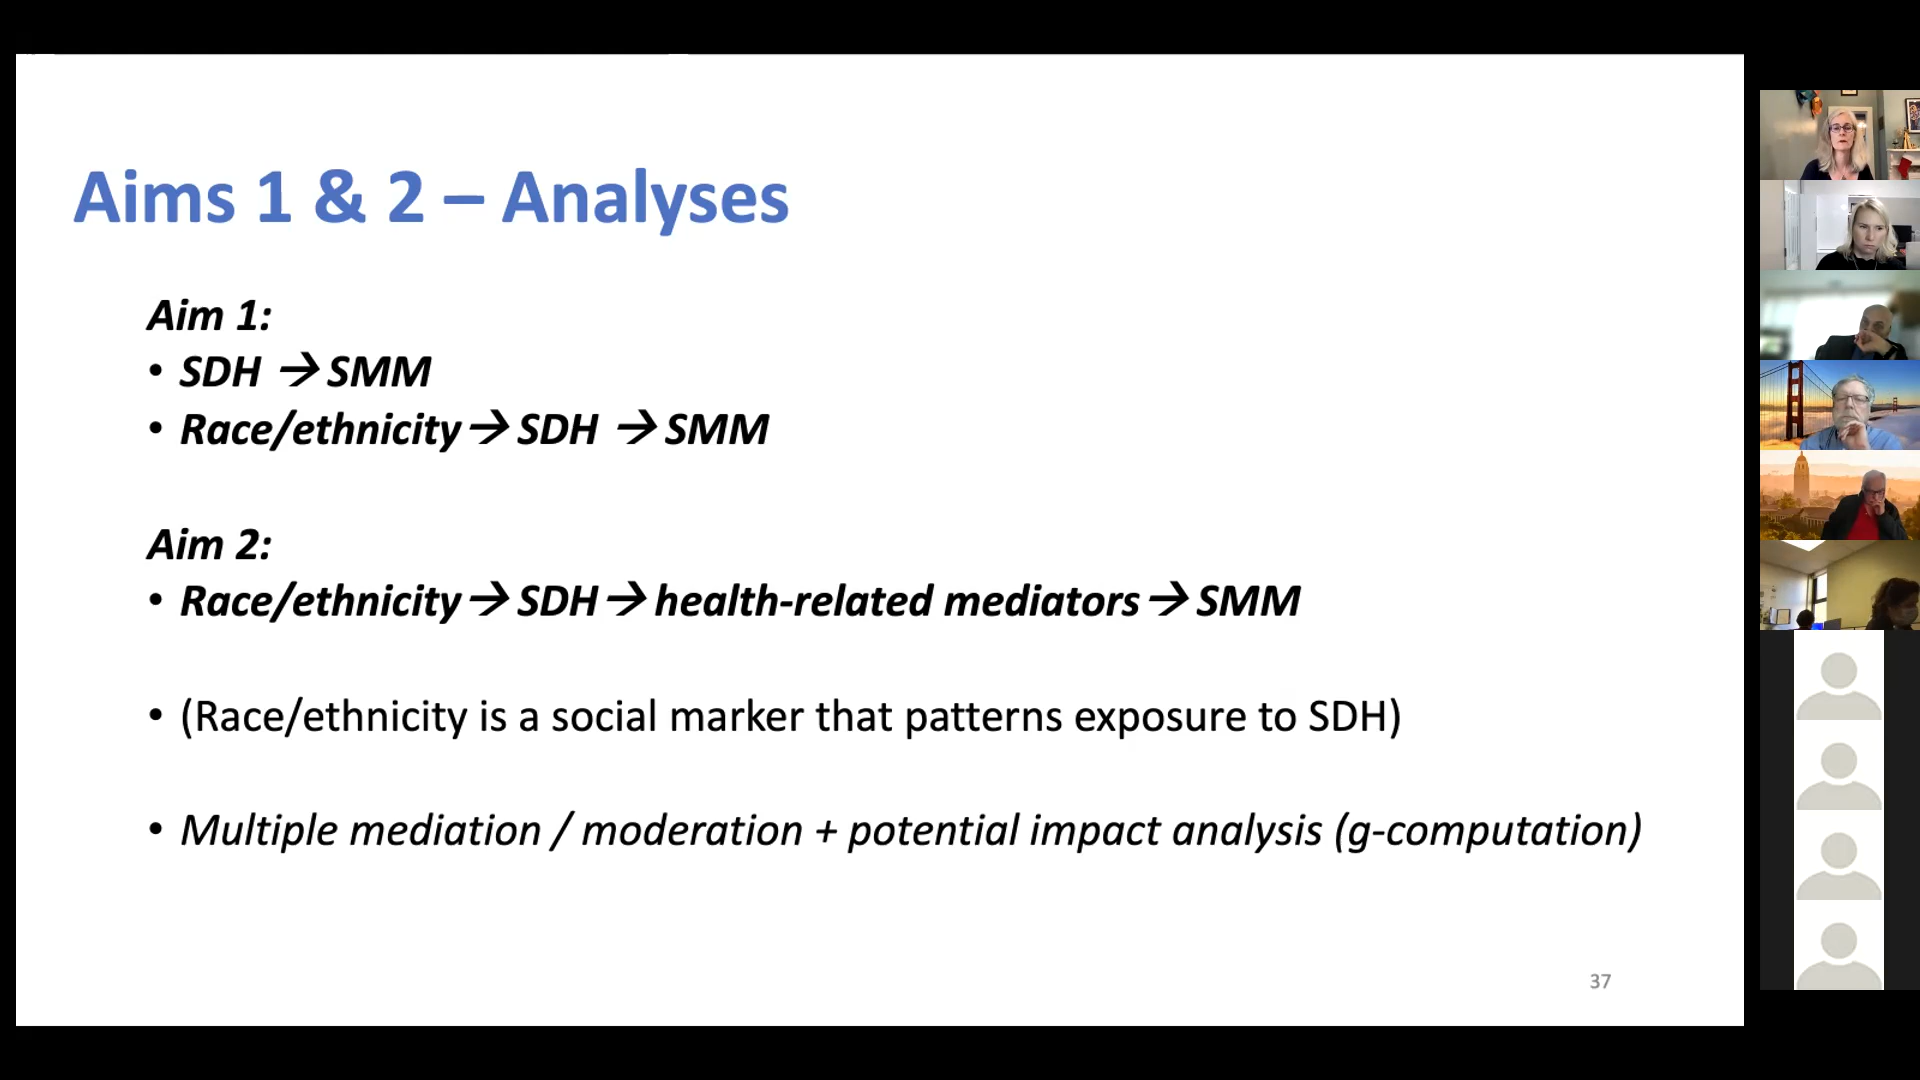 Aims 1 & 2 – Analyses
Aim 1:
• SDH → SMM
• Race/ethnicity → SDH → SMM
Aim 2:
• Race/ethnicity → SDH → health-related mediators → SMM
• (Race/ethnicity is a social marker that patterns exposure to SDH)
• Multiple mediation / moderation + potential impact analysis (g-computation)
37